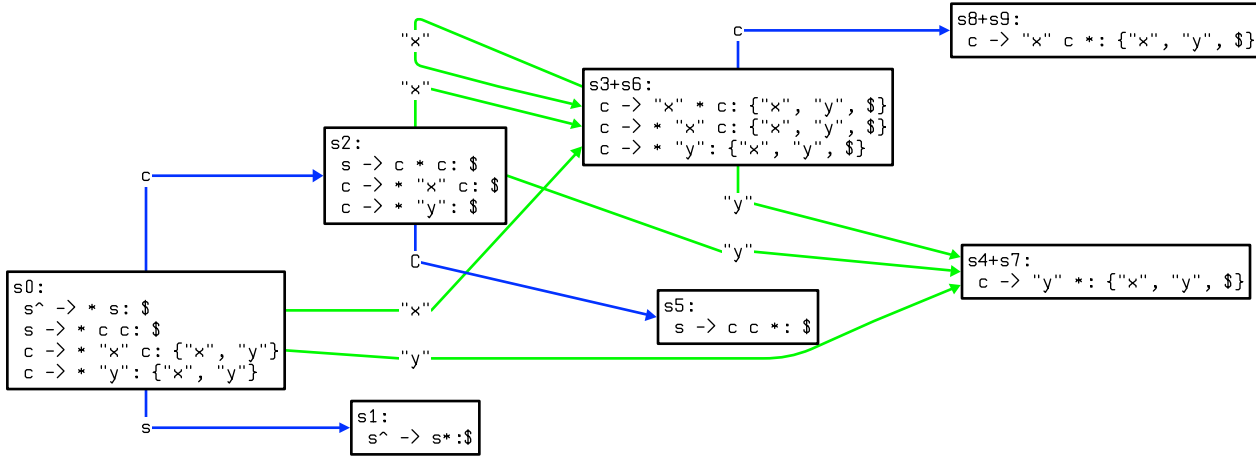 s8+s9:
c -> "x" c *: {"x", "y", $}
c
"x"
s3+s6:
c -> "x" * c: {"x", "y", $}
c -> * "x" c: {"x", "y", $}
c -> * "y": {"x", "y", $}
"x"
s2:
s -> c * c: $
c -> * "x" c: $
c -> * "y": $
c
"y"
"y"
s4+s7:
c -> "y" *: {"x", "y", $}
C
s0:
s^ -> * s: $
s -> * c c: $
c -> * "x" c: {"x", "y"}
c -> * "y": {"x", "y"}
"x"
s5:
s -> c c *: $
"y"
s
s1:
s^ -> s*:$